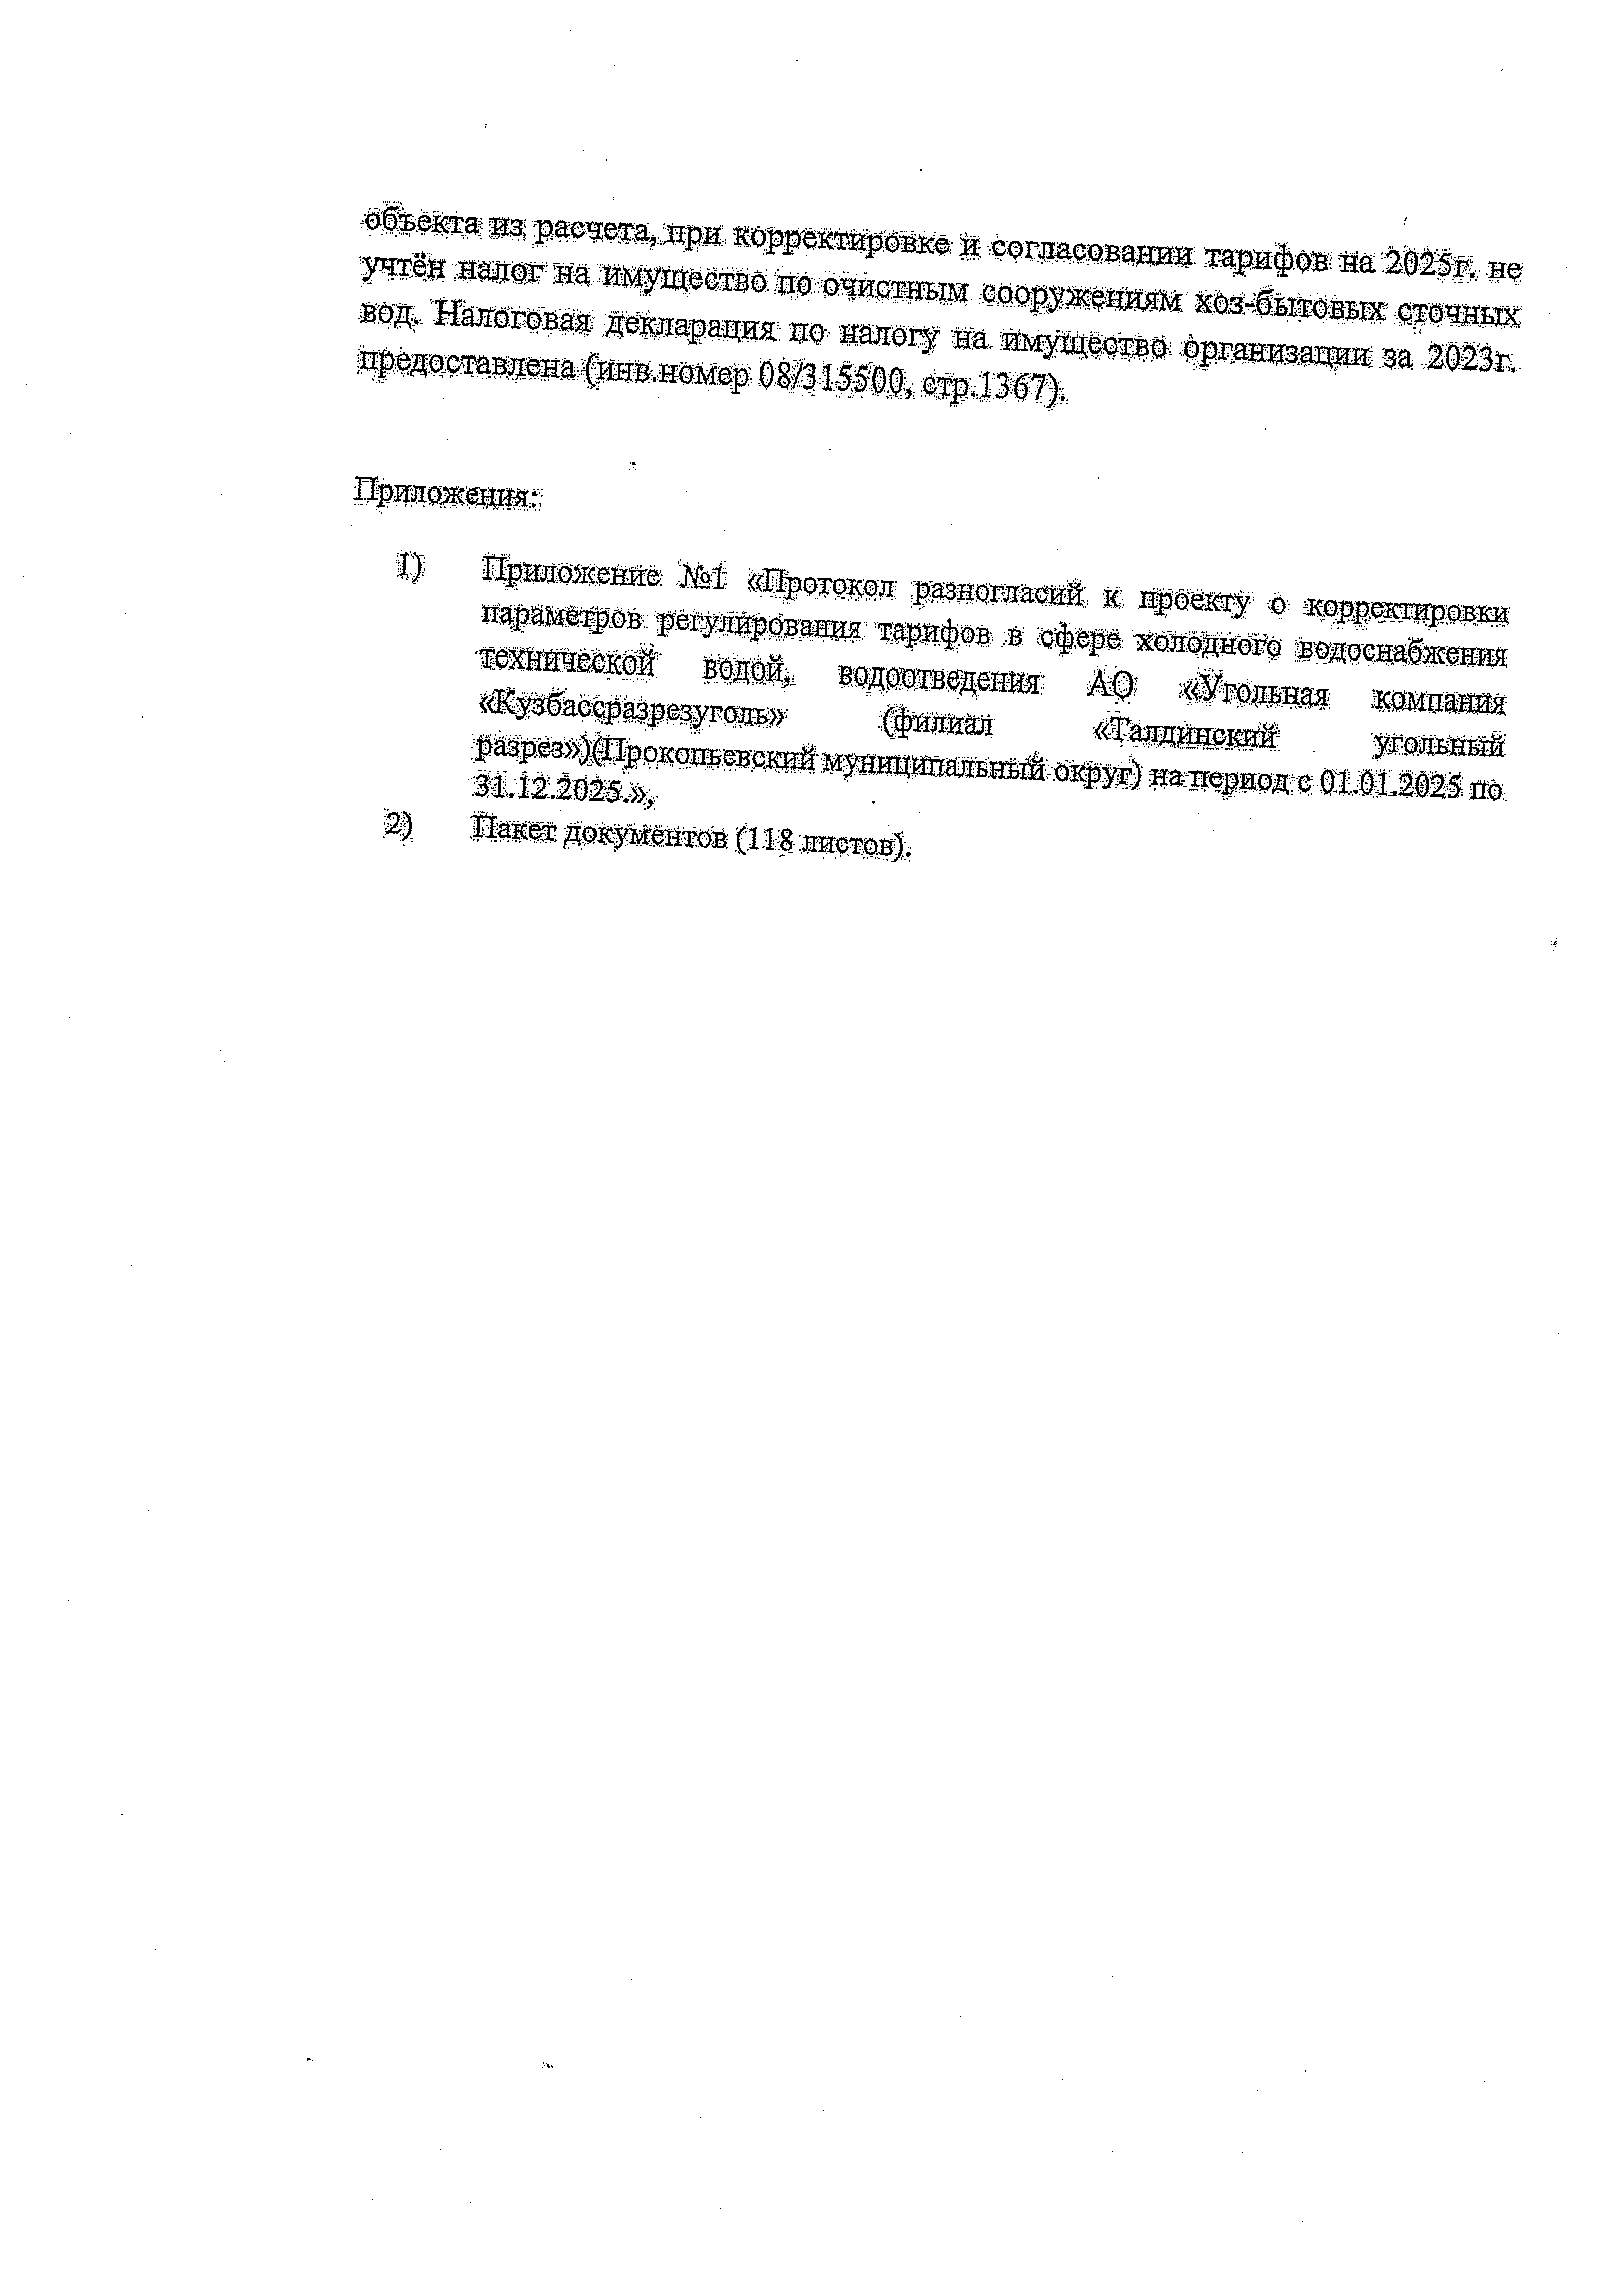 объекта из расчета, при корректировке и согласовании тарифов на 2025г. не
учтён налог на имущество по очистным сооружениям хоз-бытовых сточных
вод. Налоговая декларация по налогу на имущество организации за 2023г.
предоставлена (инв.номер 08/315500, стр.1367).
Приложения:
1) Приложение №1 «Протокол разногласий к проекту о корректировки
параметров регулирования тарифов в сфере холодного водоснабжения
технической водой, водоотведения АО «Угольная компания
«Кузбассразрезуголь» (филиал «Талдинский угольный
разрез»)(Прокопьевский муниципальный округ) на период с 01.01.2025 по
31.12.2025.»;
2) Пакет документов (118 листов).